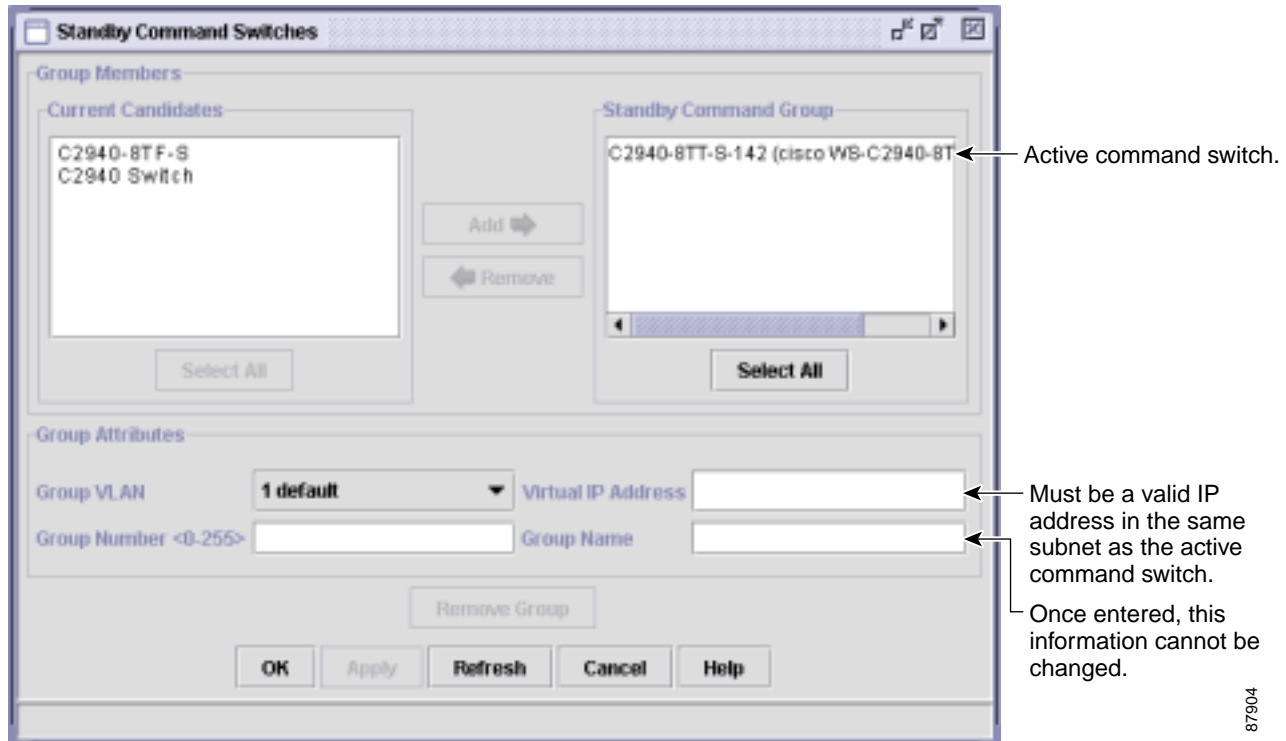 Standby Command Switches
Group Members
Current Candidates
C2940-8TF-S
C2940 Switch
Select All
Add
Remove
Standby Command Group
C2940-8TT-S-142 (cisco WS-C2940-8T
Select All
Active command switch.
Group Attributes
Group VLAN
1 default
Virtual IP Address
Group Number <0-255>
Group Name
Must be a valid IP
address in the same
subnet as the active
command switch.
Once entered, this
information cannot be
changed.
Remove Group
OK
Apply
Refresh
Cancel
Help
87904